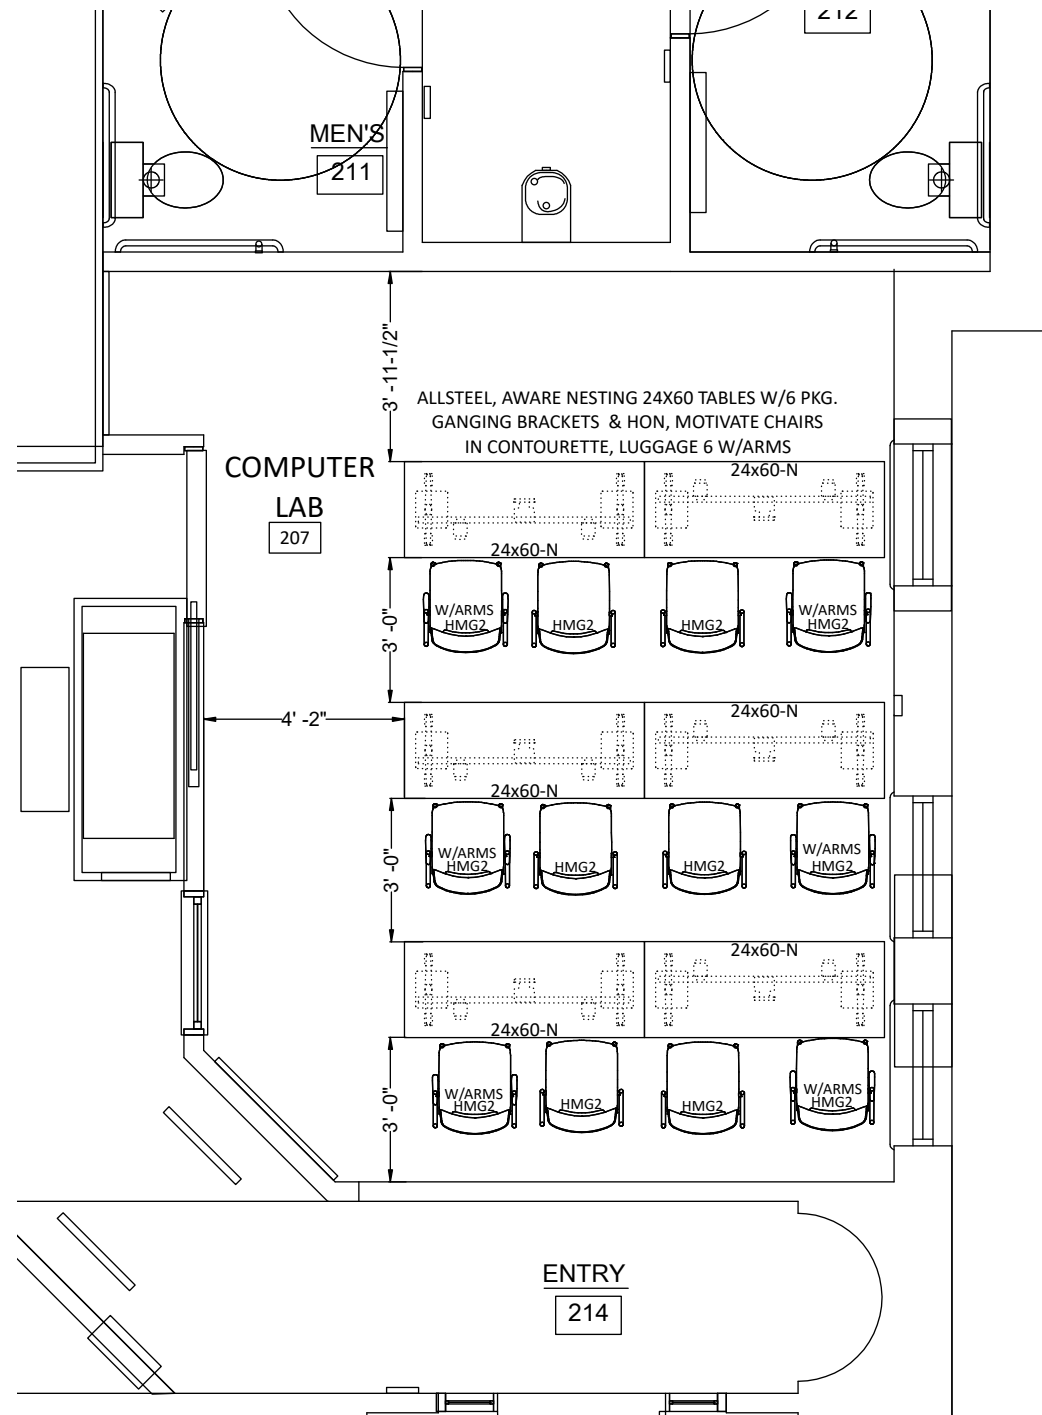 212
MEN'S
211
3' -11-1/2"
ALLSTEEL, AWARE NESTING 24X60 TABLES W/6 PKG.
GANGING BRACKETS & HON, MOTIVATE CHAIRS
IN CONTOURETTE, LUGGAGE 6 W/ARMS
COMPUTER
LAB
207
24x60-N
24x60-N
3' -0"
W/ARMS
HMG2
HMG2
HMG2
W/ARMS
HMG2
4' -2"
24x60-N
24x60-N
3' -0"
W/ARMS
HMG2
HMG2
HMG2
W/ARMS
HMG2
24x60-N
24x60-N
3' -0"
W/ARMS
HMG2
HMG2
HMG2
W/ARMS
HMG2
ENTRY
214